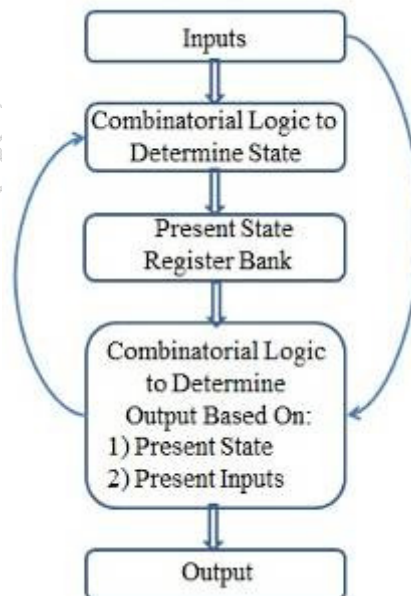 Inputs
Combinatorial Logic to
Determine State
Present State
Register Bank
Combinatorial Logic
to Determine
Output Based On:
1) Present State
2) Present Inputs
Output